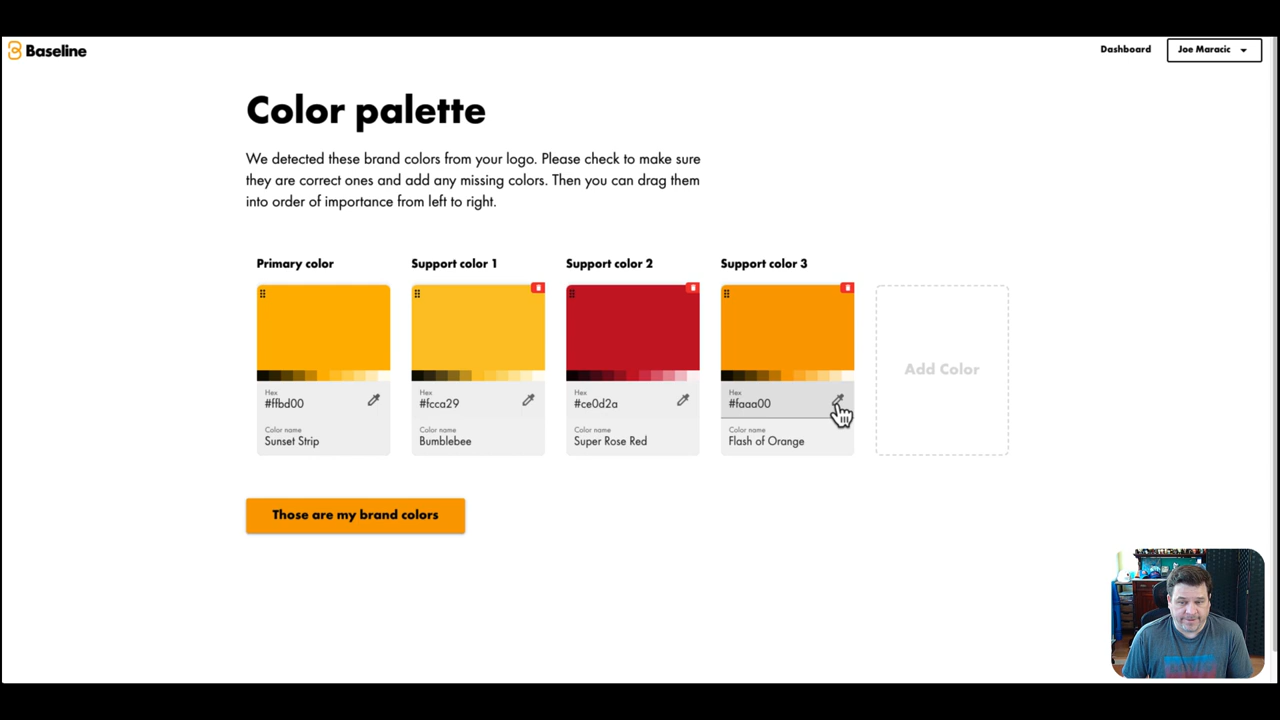 Baseline
Dashboard
Joe Maracic
Color palette
We detected these brand colors from your logo. Please check to make sure
they are correct ones and add any missing colors. Then you can drag them
into order of importance from left to right.
Primary color
Support color 1
Support color 2
Support color 3
Hex
#ffbd00
Color name
Sunset Strip
Hex
#fcca29
Color name
Bumblebee
Hex
#ce0d2a
Color name
Super Rose Red
Hex
#faaa00
Color name
Flash of Orange
Add Color
Those are my brand colors